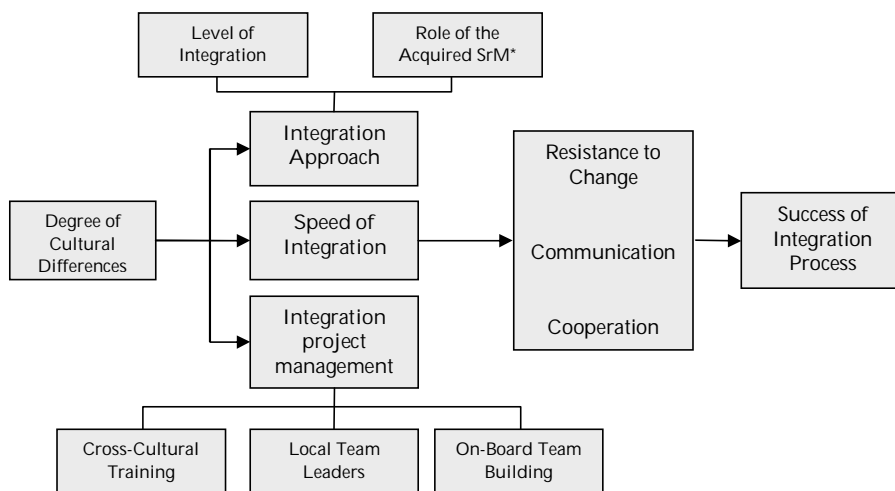 Level of
Integration
Role of the
Acquired SrM*
Integration
Approach
Resistance to
Change
Degree of
Cultural
Differences
Speed of
Integration
Communication
Success of
Integration
Process
Integration
project
management
Cooperation
Cross-Cultural
Training
Local Team
Leaders
On-Board Team
Building